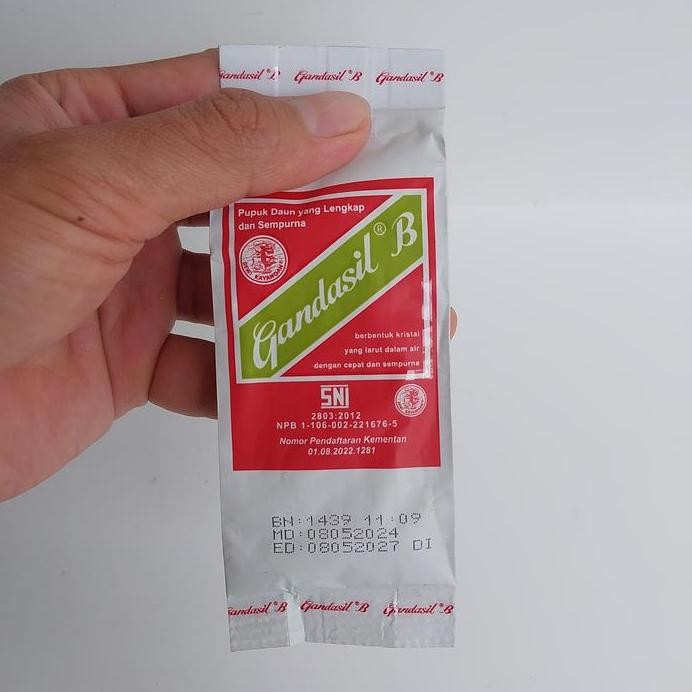 Gandasil®B Gandasil®B Gandasil®B
Pupuk Daun yang Lengkap
dan Sempurna
Gandasil® B
DEWI KAYANGAN
berbentuk kristal
yang larut dalam air
dengan cepat dan sempurna
SNI
2803:2012
NPB 1-106-002-221676-5
Nomor Pendaftaran Kementan
01.08.2022.1281
BN:1439 11:09
MD:08052024
ED:08052027 DI
Gandasil®B Gandasil®B Gandasil®B